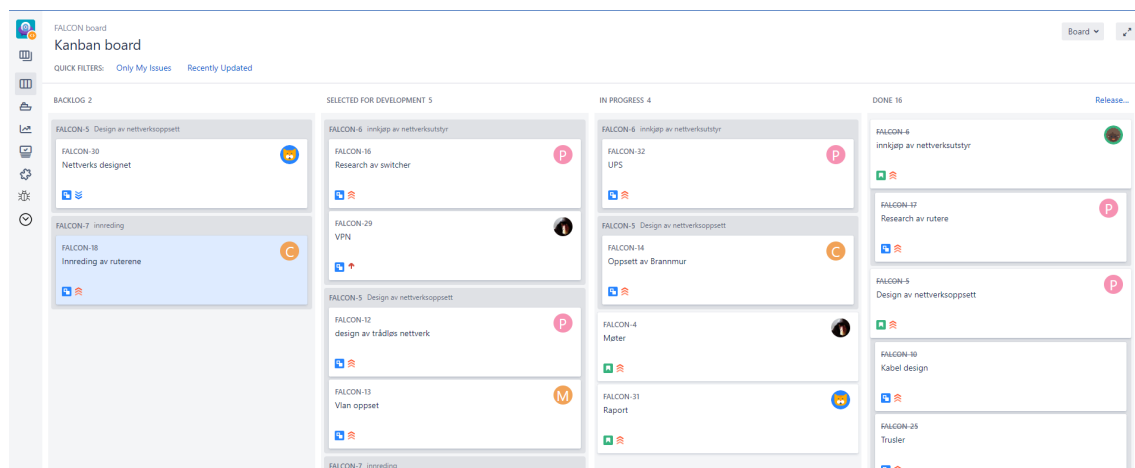 FALCON board
Kanban board
Board
QUICK FILTERS: Only My Issues Recently Updated
BACKLOG 2
SELECTED FOR DEVELOPMENT 5
IN PROGRESS 4
DONE 16
Release...
FALCON-5 Design av nettverksoppsett
FALCON-30
Nettverks designet
FALCON-7 innreding
FALCON-18
Innreding av ruterene
C
FALCON-6 innkjøp av nettverksutstyr
FALCON-16
Research av switcher
P
FALCON-29
VPN
FALCON-5 Design av nettverksoppsett
FALCON-12
design av trådløs nettverk
P
FALCON-13
Vlan oppset
M
FALCON-7 innreding
FALCON-6 innkjøp av nettverksutstyr
FALCON-32
UPS
P
FALCON-5 Design av nettverksoppsett
FALCON-14
Oppsett av Brannmur
C
FALCON-4
Møter
FALCON-31
Raport
FALCON-6
innkjøp av nettverksutstyr
FALCON-17
Research av rutere
P
FALCON-5
Design av nettverksoppsett
P
FALCON-10
Kabel design
FALCON-25
Trusler